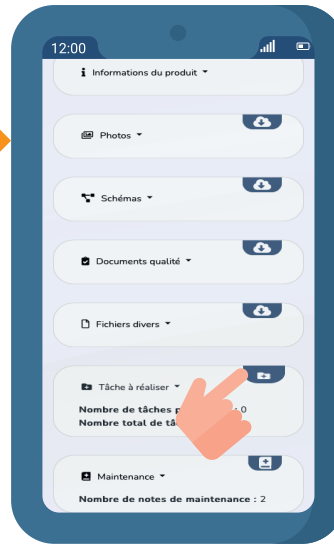 12:00
Informations du produit
Photos
Schémas
Documents qualité
Fichiers divers
Tâche à réaliser
Nombre de tâches : 0
Nombre total de
Maintenance
Nombre de notes de maintenance : 2